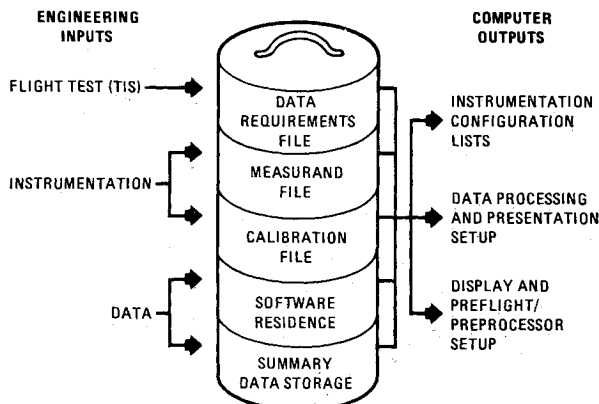 ENGINEERING
INPUTS
COMPUTER
OUTPUTS
FLIGHT TEST (TIS)
INSTRUMENTATION
DATA
DATA
REQUIREMENTS
FILE
MEASURAND
FILE
CALIBRATION
FILE
SOFTWARE
RESIDENCE
SUMMARY
DATA STORAGE
INSTRUMENTATION
CONFIGURATION
LISTS
DATA PROCESSING
AND PRESENTATION
SETUP
DISPLAY AND
PREFLIGHT/
PREPROCESSOR
SETUP